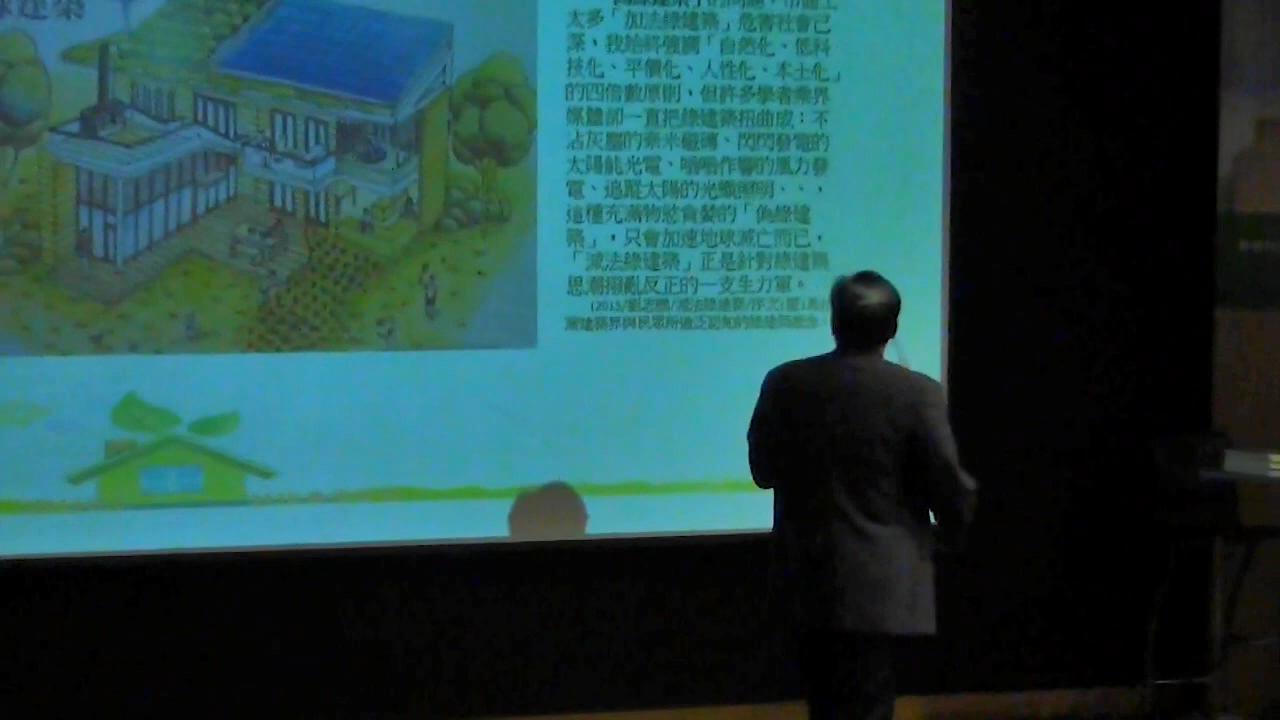 綠建築
太多「加法綠建築」危害社會已
深，我始終強調「自然化、低科
技化、平價化、人性化、本土化」
的四倍數原則，但許多學者業界
媒體卻一直把綠建築扭曲成：不
沾灰塵的奈米磁磚、閃閃發電的
太陽能光電、嗡嗡作響的風力發
電、追蹤太陽的光纖照明、、，
這種充滿物慾貪婪的「偽綠建
築」，只會加速地球滅亡而已，
「減法綠建築」正是針對綠建築
思潮撥亂反正的一支生力軍。